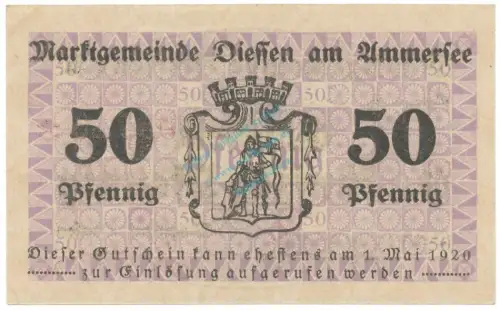 Marktgemeinde Diessen am Ammersee
50 50
Pfennig Pfennig
Dieser Gutschein kann ehestens am 1. Mai 1920
zur Einlösung aufgerufen werden